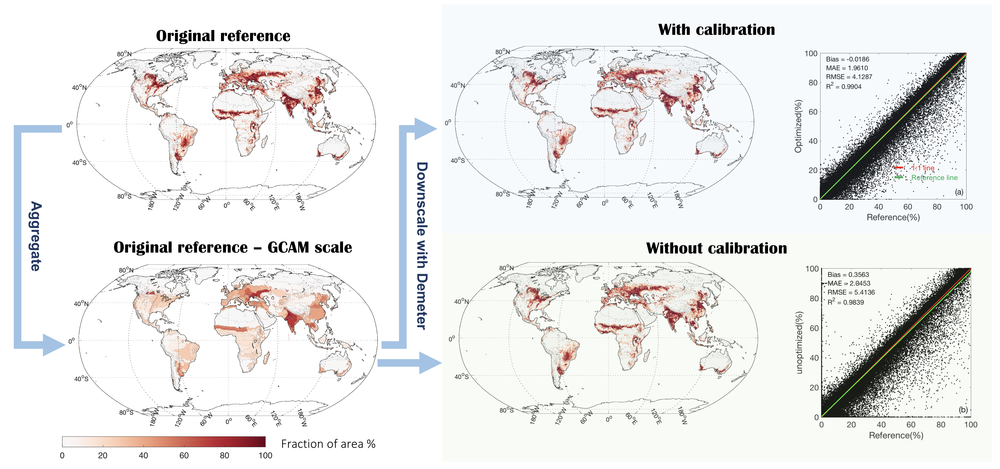 Original reference
80°N
40°N
0°
40°S
80°S
180°W
120°W
60°W
0°
60°E
120°E
180°W
Aggregate
Original reference – GCAM scale
80°N
40°N
0°
40°S
80°S
180°W
120°W
60°W
0°
60°E
120°E
180°W
0 20 40 60 80 100
Fraction of area %
Downscale with Demeter
With calibration
80°N
40°N
0°
40°S
80°S
180°W
120°W
60°W
0°
60°E
120°E
180°W
Bias = -0.0186
MAE = 1.9610
RMSE = 4.1287
R² = 0.9904
100
80
60
40
20
0
Optimized(%)
1:1 line
Reference line
(a)
0 20 40 60 80 100
Reference(%)
Without calibration
80°N
40°N
0°
40°S
80°S
180°W
120°W
60°W
0°
60°E
120°E
180°W
Bias = 0.3563
MAE = 2.0453
RMSE = 5.4136
R² = 0.9839
100
80
60
40
20
0
unoptimized(%)
(b)
0 20 40 60 80 100
Reference(%)